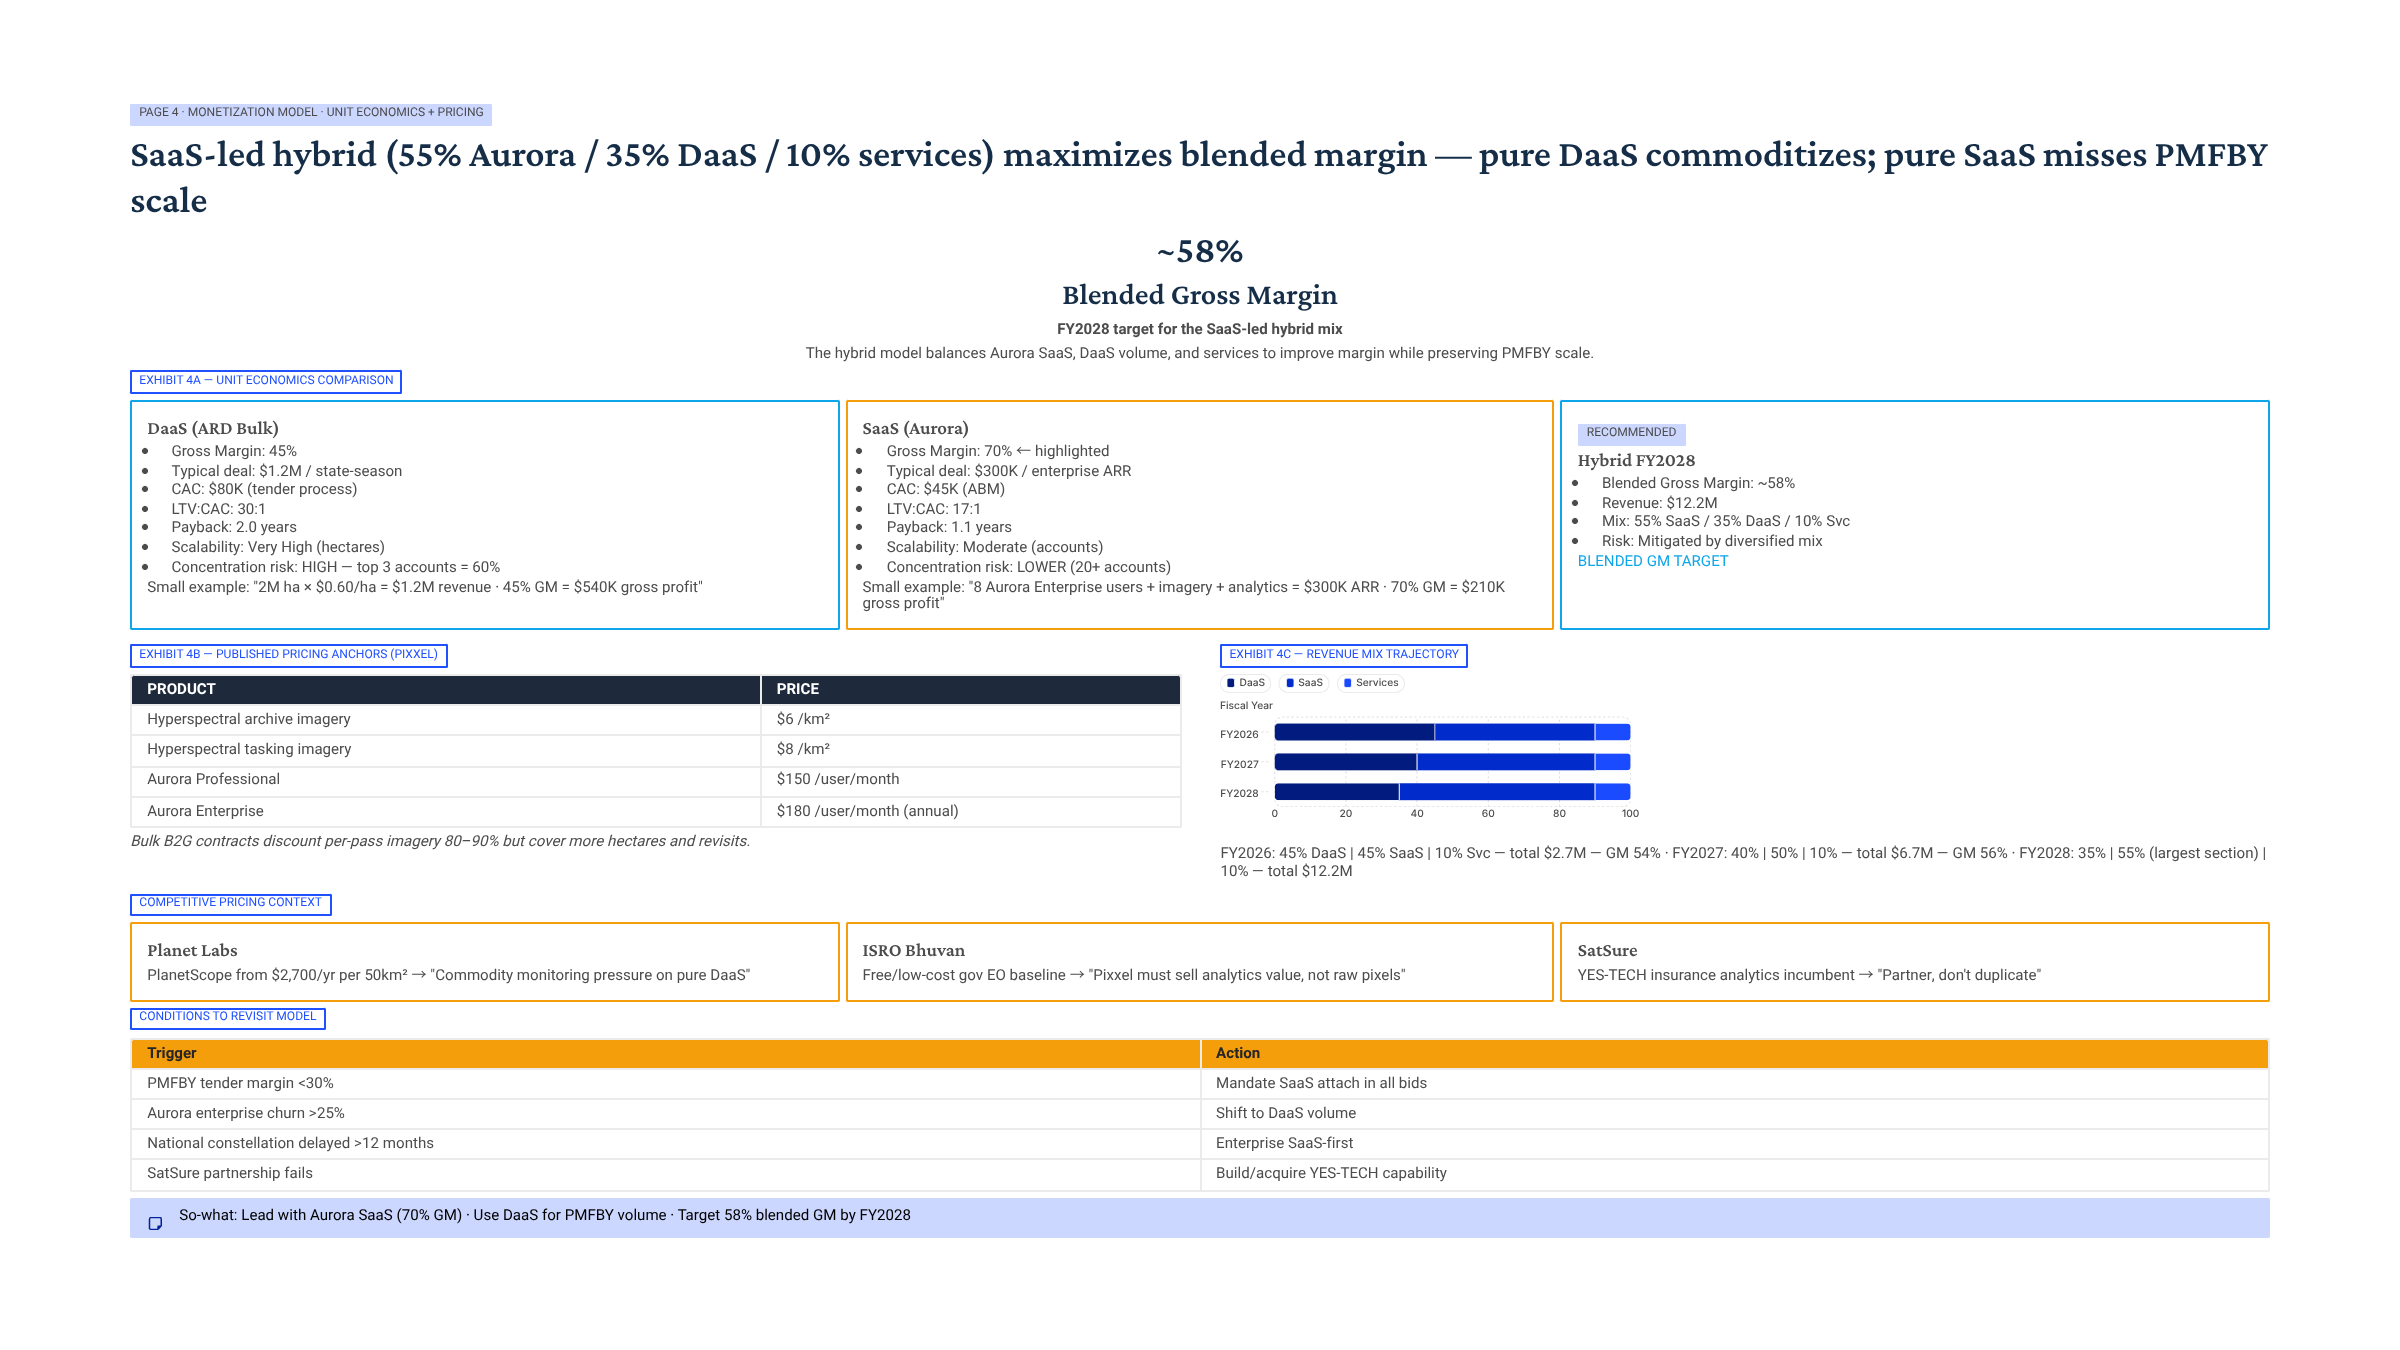 PAGE 4 · MONETIZATION MODEL · UNIT ECONOMICS + PRICING
SaaS-led hybrid (55% Aurora / 35% DaaS / 10% services) maximizes blended margin — pure DaaS commoditizes; pure SaaS misses PMFBY
scale
~58%
Blended Gross Margin
FY2028 target for the SaaS-led hybrid mix
The hybrid model balances Aurora SaaS, DaaS volume, and services to improve margin while preserving PMFBY scale.
EXHIBIT 4A — UNIT ECONOMICS COMPARISON
DaaS (ARD Bulk)
• Gross Margin: 45%
• Typical deal: $1.2M / state-season
• CAC: $80K (tender process)
• LTV:CAC: 30:1
• Payback: 2.0 years
• Scalability: Very High (hectares)
• Concentration risk: HIGH — top 3 accounts = 60%
Small example: "2M ha × $0.60/ha = $1.2M revenue · 45% GM = $540K gross profit"
SaaS (Aurora)
• Gross Margin: 70% ← highlighted
• Typical deal: $300K / enterprise ARR
• CAC: $45K (ABM)
• LTV:CAC: 17:1
• Payback: 1.1 years
• Scalability: Moderate (accounts)
• Concentration risk: LOWER (20+ accounts)
Small example: "8 Aurora Enterprise users + imagery + analytics = $300K ARR · 70% GM = $210K
gross profit"
RECOMMENDED
Hybrid FY2028
• Blended Gross Margin: ~58%
• Revenue: $12.2M
• Mix: 55% SaaS / 35% DaaS / 10% Svc
• Risk: Mitigated by diversified mix
BLENDED GM TARGET
EXHIBIT 4B — PUBLISHED PRICING ANCHORS (PIXXEL)
PRODUCT PRICE
Hyperspectral archive imagery $6 /km²
Hyperspectral tasking imagery $8 /km²
Aurora Professional $150 /user/month
Aurora Enterprise $180 /user/month (annual)
Bulk B2G contracts discount per-pass imagery 80–90% but cover more hectares and revisits.
EXHIBIT 4C — REVENUE MIX TRAJECTORY
DaaS SaaS Services
Fiscal Year
FY2026
FY2027
FY2028
0 20 40 60 80 100
FY2026: 45% DaaS | 45% SaaS | 10% Svc — total $2.7M — GM 54% · FY2027: 40% | 50% | 10% — total $6.7M — GM 56% · FY2028: 35% | 55% (largest section) |
10% — total $12.2M
COMPETITIVE PRICING CONTEXT
Planet Labs
PlanetScope from $2,700/yr per 50km² → "Commodity monitoring pressure on pure DaaS"
ISRO Bhuvan
Free/low-cost gov EO baseline → "Pixxel must sell analytics value, not raw pixels"
SatSure
YES-TECH insurance analytics incumbent → "Partner, don't duplicate"
CONDITIONS TO REVISIT MODEL
Trigger Action
PMFBY tender margin <30% Mandate SaaS attach in all bids
Aurora enterprise churn >25% Shift to DaaS volume
National constellation delayed >12 months Enterprise SaaS-first
SatSure partnership fails Build/acquire YES-TECH capability
So-what: Lead with Aurora SaaS (70% GM) · Use DaaS for PMFBY volume · Target 58% blended GM by FY2028